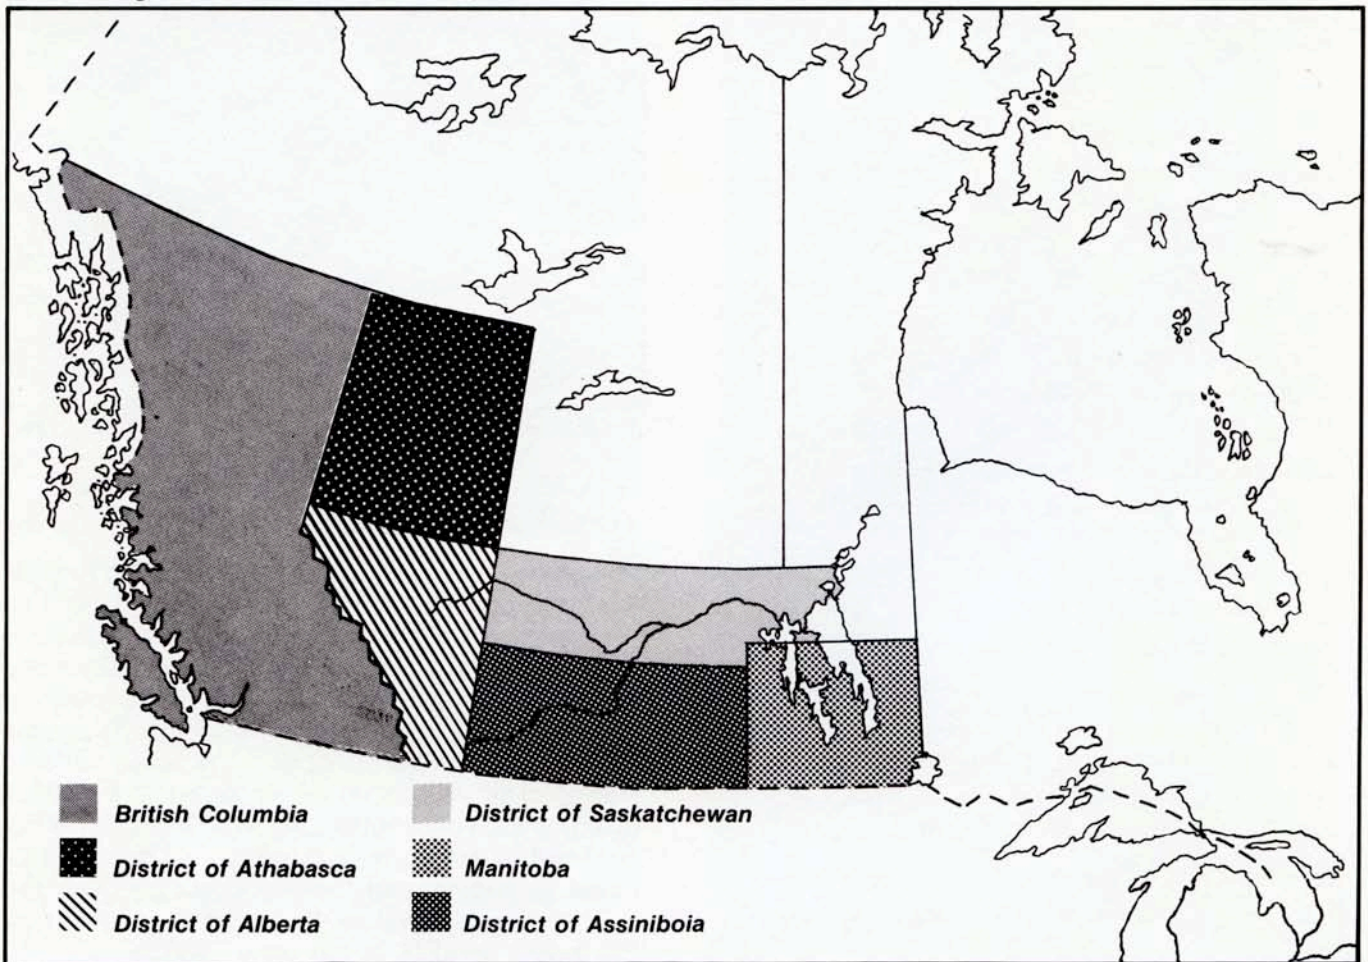 British Columbia
District of Saskatchewan
District of Athabasca
Manitoba
District of Alberta
District of Assiniboia